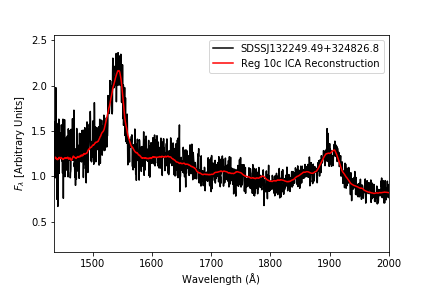 2.5
2.0
1.5
1.0
0.5
F_λ [Arbitrary Units]
SDSSJ132249.49+324826.8
Reg 10c ICA Reconstruction
1500 1600 1700 1800 1900 2000
Wavelength (Å)